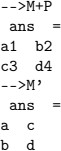 -->M+P
ans =
a1 b2
c3 d4
-->M'
ans =
a c
b d